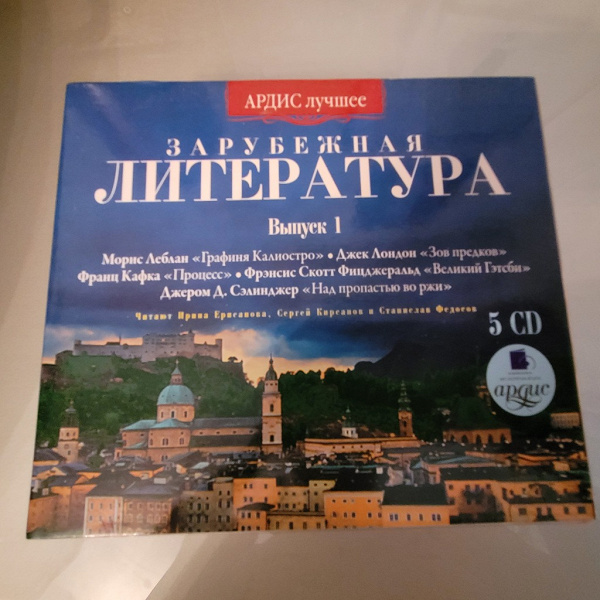 АРДИС лучшее
ЗАРУБЕЖНАЯ
ЛИТЕРАТУРА
Выпуск 1
Морис Леблан «Графиня Калиостро» • Джек Лондон «Зов предков»
Франц Кафка «Процесс» • Фрэнсис Скотт Фицджеральд «Великий Гэтсби»
Джером Д. Сэлинджер «Над пропастью во ржи»
Читают Ирина Ерисанова, Сергей Кирсанов и Станислав Федосов
5 CD
ардис